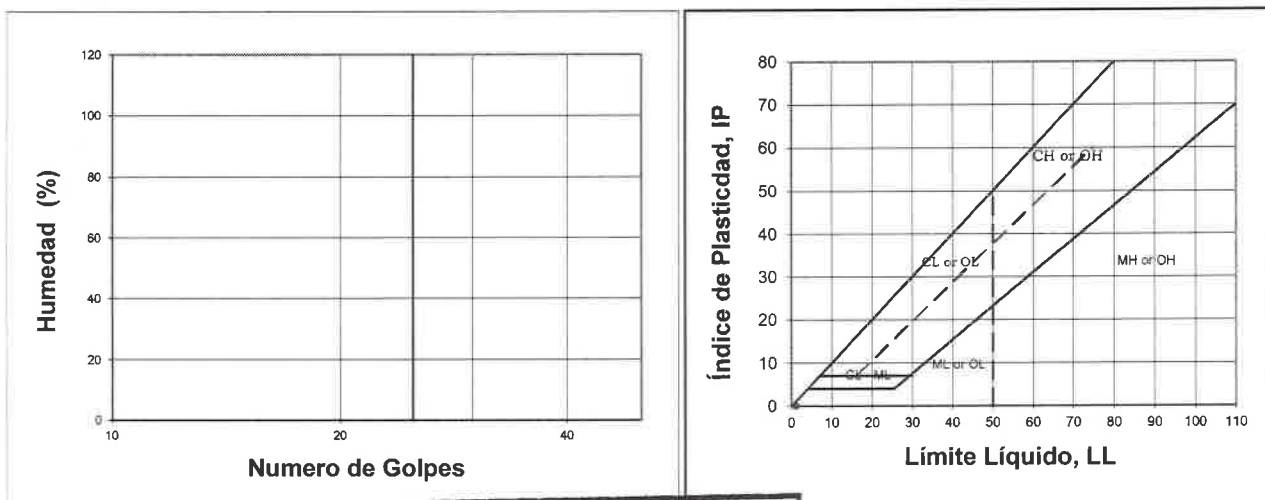 120
100
80
60
40
20
0
10 20 40
Humedad (%)
Numero de Golpes
80
70
60
50
40
30
20
10
0
0 10 20 30 40 50 60 70 80 90 100 110
Índice de Plasticdad, IP
Límite Líquido, LL
CH or OH
CL or OL
MH or OH
ML or OL
CL - ML